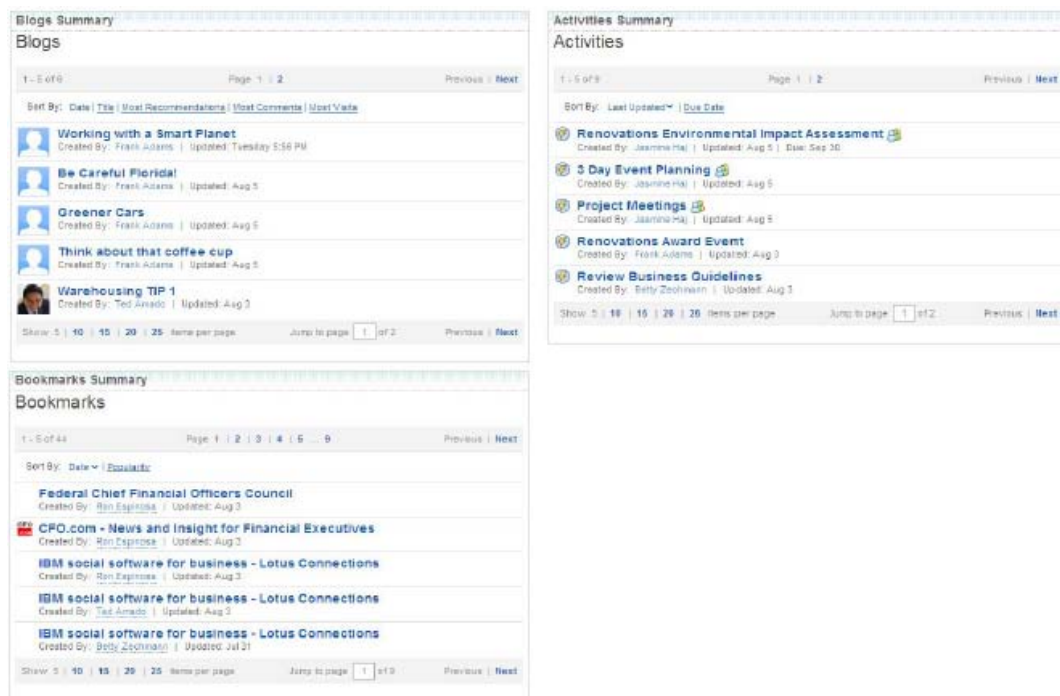 Blogs Summary
Blogs
1 - 5 of 6 Page 1 | 2 Previous | Next
Sort By: Date | Title | Most Recommendations | Most Comments | Most Visits
Working with a Smart Planet
Created By: Frank Adams | Updated: Tuesday 5:56 PM
Be Careful Florida!
Created By: Frank Adams | Updated: Aug 5
Greener Cars
Created By: Frank Adams | Updated: Aug 5
Think about that coffee cup
Created By: Frank Adams | Updated: Aug 5
Warehousing TIP 1
Created By: Ted Amado | Updated: Aug 3
Show 5 | 10 | 15 | 20 | 25 items per page Jump to page 1 of 2 Previous | Next
Activities Summary
Activities
1 - 5 of 9 Page 1 | 2 Previous | Next
Sort By: Last Updated | Due Date
Renovations Environmental Impact Assessment
Created By: Jasmine Haj | Updated: Aug 5 | Due: Sep 30
3 Day Event Planning
Created By: Jasmine Haj | Updated: Aug 5
Project Meetings
Created By: Jasmine Haj | Updated: Aug 5
Renovations Award Event
Created By: Frank Adams | Updated: Aug 3
Review Business Guidelines
Created By: Betty Zechmann | Updated: Aug 3
Show 5 | 10 | 15 | 20 | 25 items per page Jump to page 1 of 2 Previous | Next
Bookmarks Summary
Bookmarks
1 - 5 of 44 Page 1 | 2 | 3 | 4 | 5 ... 9 Previous | Next
Sort By: Date | Popularity
Federal Chief Financial Officers Council
Created By: Ron Espinosa | Updated: Aug 3
CFO.com - News and Insight for Financial Executives
Created By: Ron Espinosa | Updated: Aug 3
IBM social software for business - Lotus Connections
Created By: Ron Espinosa | Updated: Aug 3
IBM social software for business - Lotus Connections
Created By: Ted Amado | Updated: Aug 3
IBM social software for business - Lotus Connections
Created By: Betty Zechmann | Updated: Jul 31
Show 5 | 10 | 15 | 20 | 25 items per page Jump to page 1 of 9 Previous | Next